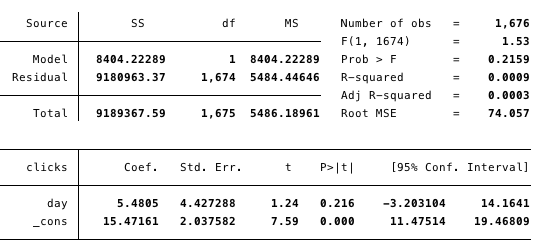 Source SS df MS Number of obs = 1,676
F(1, 1674) = 1.53
Model 8404.22289 1 8404.22289 Prob > F = 0.2159
Residual 9180963.37 1,674 5484.44646 R-squared = 0.0009
Adj R-squared = 0.0003
Total 9189367.59 1,675 5486.18961 Root MSE = 74.057
clicks Coef. Std. Err. t P>|t| [95% Conf. Interval]
day 5.4805 4.427288 1.24 0.216 −3.203104 14.1641
_cons 15.47161 2.037582 7.59 0.000 11.47514 19.46809